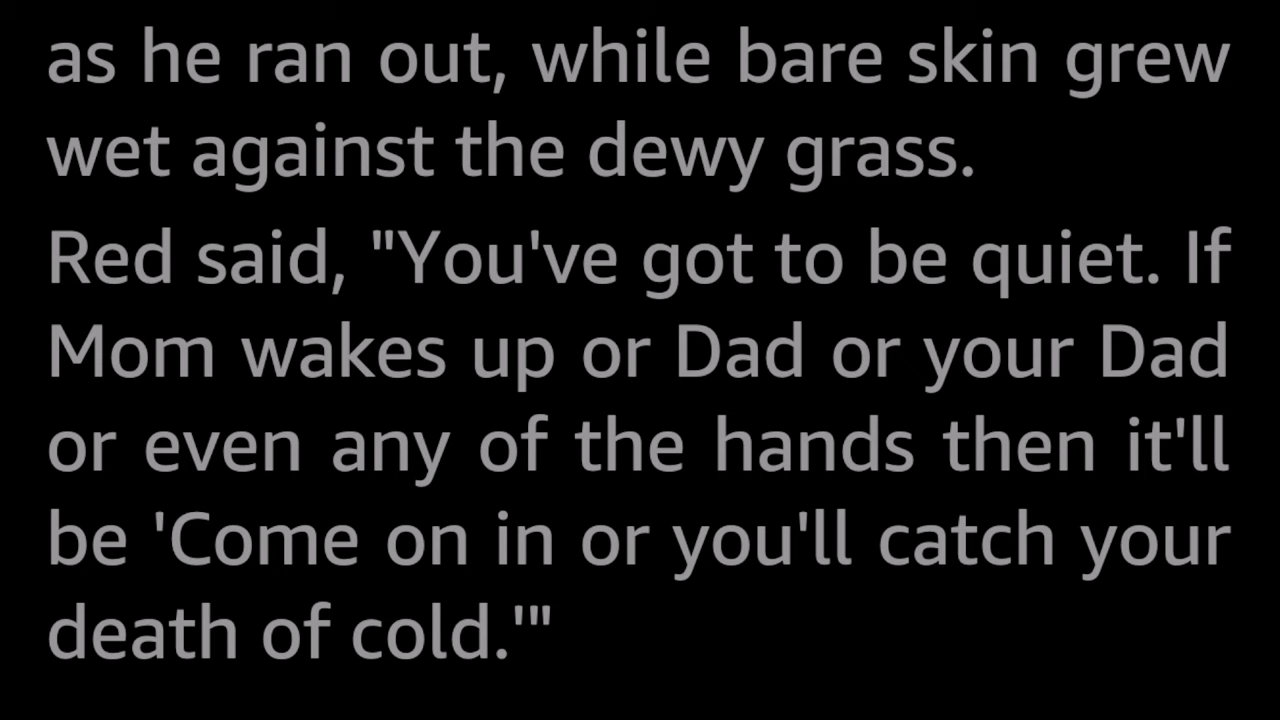 as he ran out, while bare skin grew
wet against the dewy grass.
Red said, "You've got to be quiet. If
Mom wakes up or Dad or your Dad
or even any of the hands then it'll
be 'Come on in or you'll catch your
death of cold.'"